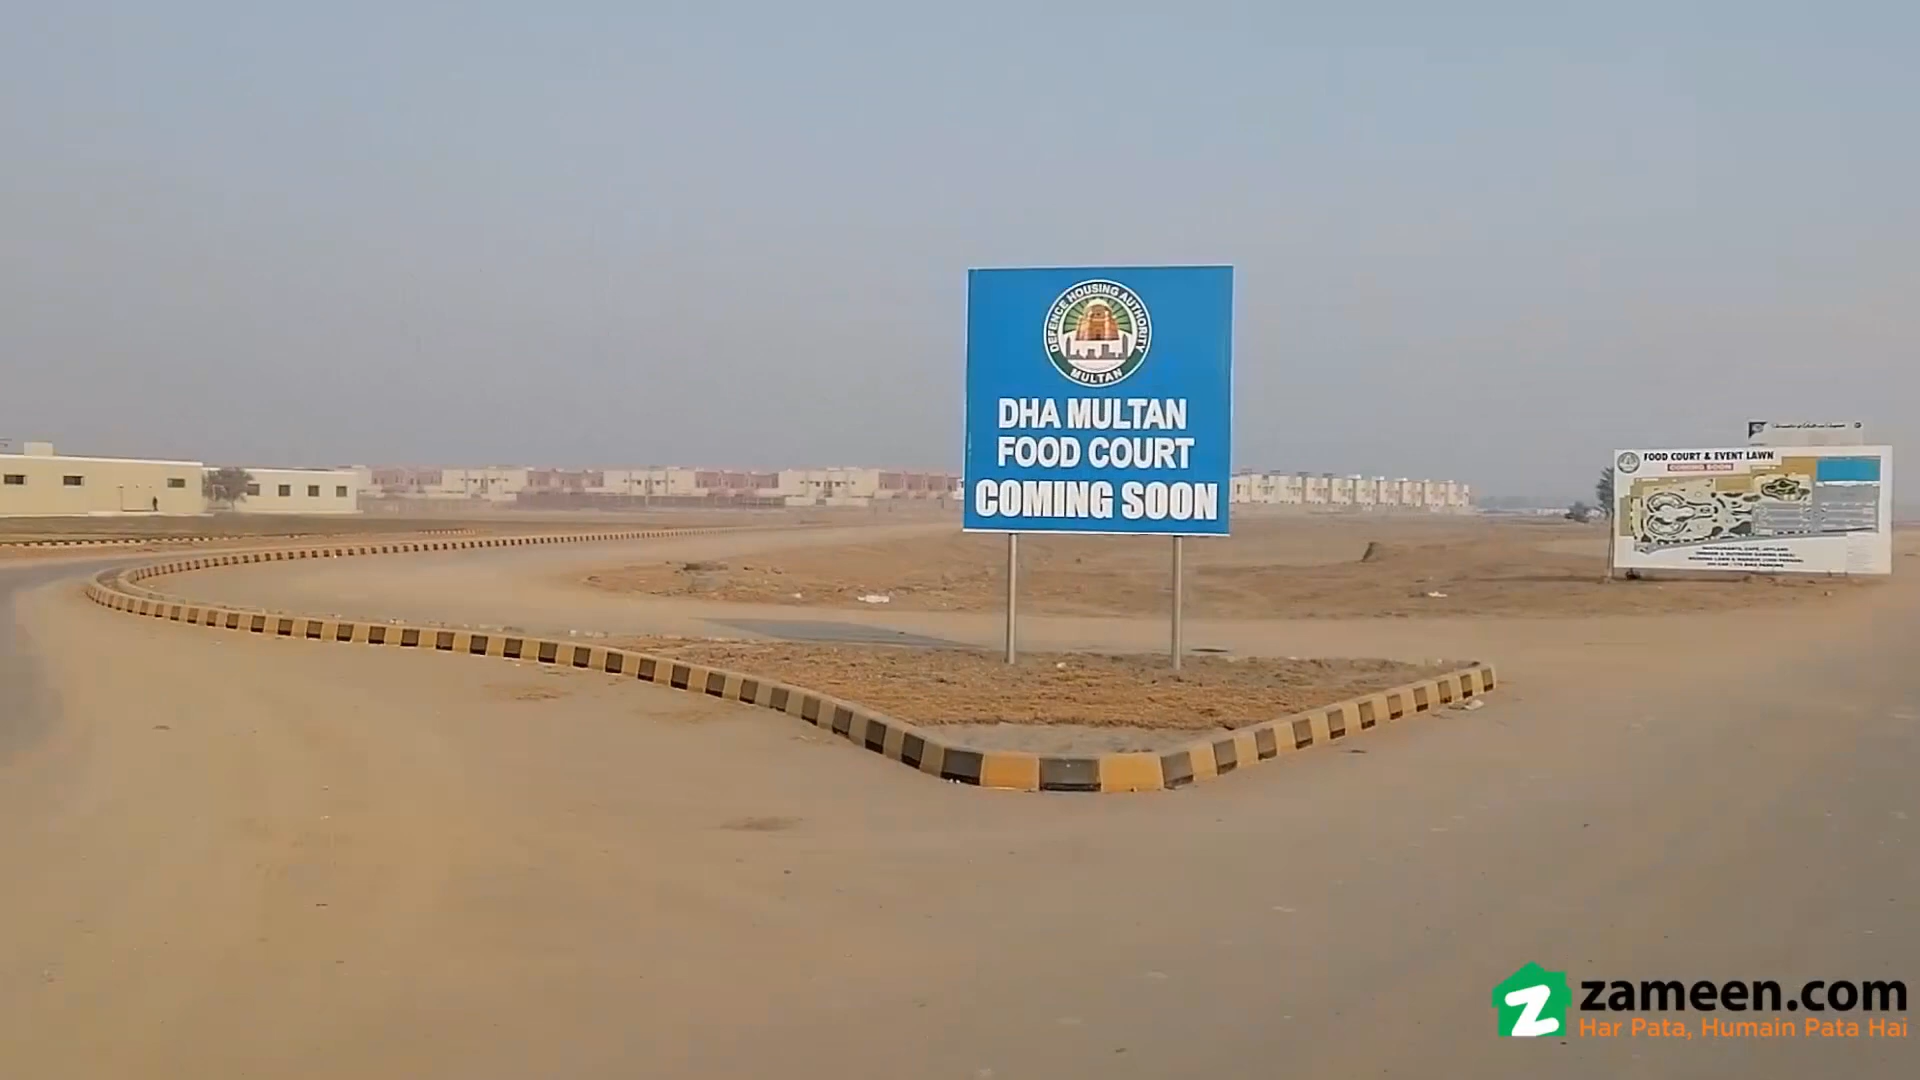 DEFENCE HOUSING AUTHORITY
MULTAN
DHA MULTAN
FOOD COURT
COMING SOON
FOOD COURT & EVENT LAWN
COMING SOON
zameen.com
Har Pata, Humain Pata Hai